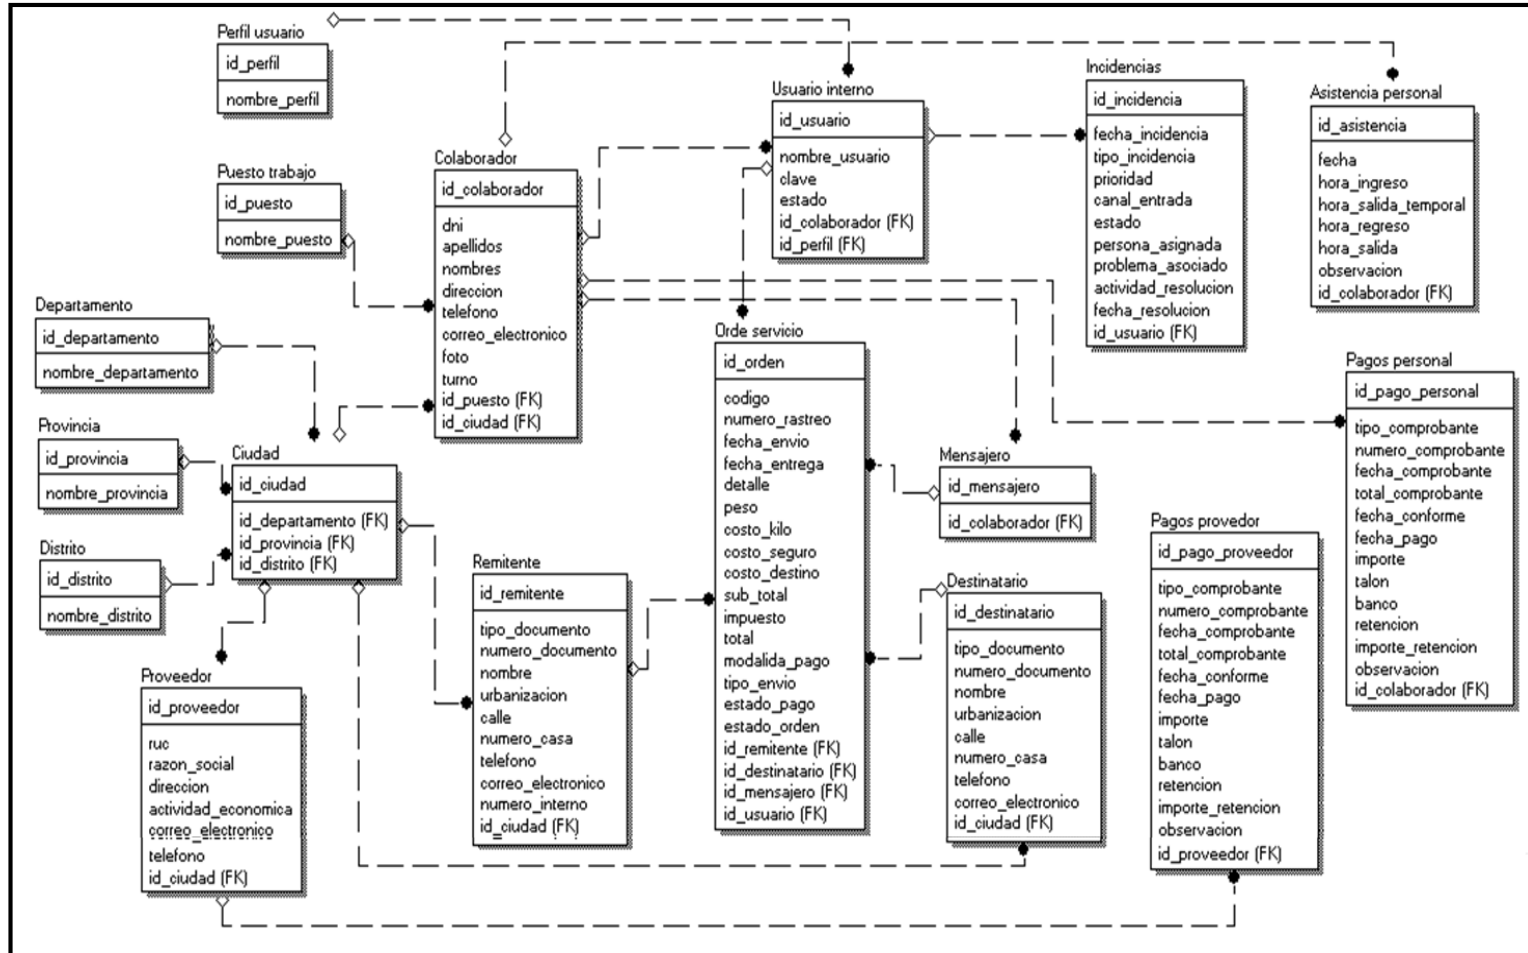 Perfil usuario
id_perfil
nombre_perfil
Puesto trabajo
id_puesto
nombre_puesto
Departamento
id_departamento
nombre_departamento
Provincia
id_provincia
nombre_provincia
Distrito
id_distrito
nombre_distrito
Ciudad
id_ciudad
id_departamento (FK)
id_provincia (FK)
id_distrito (FK)
Proveedor
id_proveedor
ruc
razon_social
direccion
actividad_economica
correo_electronico
telefono
id_ciudad (FK)
Colaborador
id_colaborador
dni
apellidos
nombres
direccion
telefono
correo_electronico
foto
turno
id_puesto (FK)
id_ciudad (FK)
Remitente
id_remitente
tipo_documento
numero_documento
nombre
urbanizacion
calle
numero_casa
telefono
correo_electronico
numero_interno
id_ciudad (FK)
Usuario interno
id_usuario
nombre_usuario
clave
estado
id_colaborador (FK)
id_perfil (FK)
Orde servicio
id_orden
codigo
numero_rastreo
fecha_envio
fecha_entrega
detalle
peso
costo_kilo
costo_seguro
costo_destino
sub_total
impuesto
total
modalida_pago
tipo_envio
estado_pago
estado_orden
id_remitente (FK)
id_destinatario (FK)
id_mensajero (FK)
id_usuario (FK)
Mensajero
id_mensajero
id_colaborador (FK)
Destinatario
id_destinatario
tipo_documento
numero_documento
nombre
urbanizacion
calle
numero_casa
telefono
correo_electronico
id_ciudad (FK)
Incidencias
id_incidencia
fecha_incidencia
tipo_incidencia
prioridad
canal_entrada
estado
persona_asignada
problema_asociado
actividad_resolucion
fecha_resolucion
id_usuario (FK)
Asistencia personal
id_asistencia
fecha
hora_ingreso
hora_salida_temporal
hora_regreso
hora_salida
observacion
id_colaborador (FK)
Pagos personal
id_pago_personal
tipo_comprobante
numero_comprobante
fecha_comprobante
total_comprobante
fecha_conforme
fecha_pago
importe
talon
banco
retencion
importe_retencion
observacion
id_colaborador (FK)
Pagos provedor
id_pago_proveedor
tipo_comprobante
numero_comprobante
fecha_comprobante
total_comprobante
fecha_conforme
fecha_pago
importe
talon
banco
retencion
importe_retencion
observacion
id_proveedor (FK)